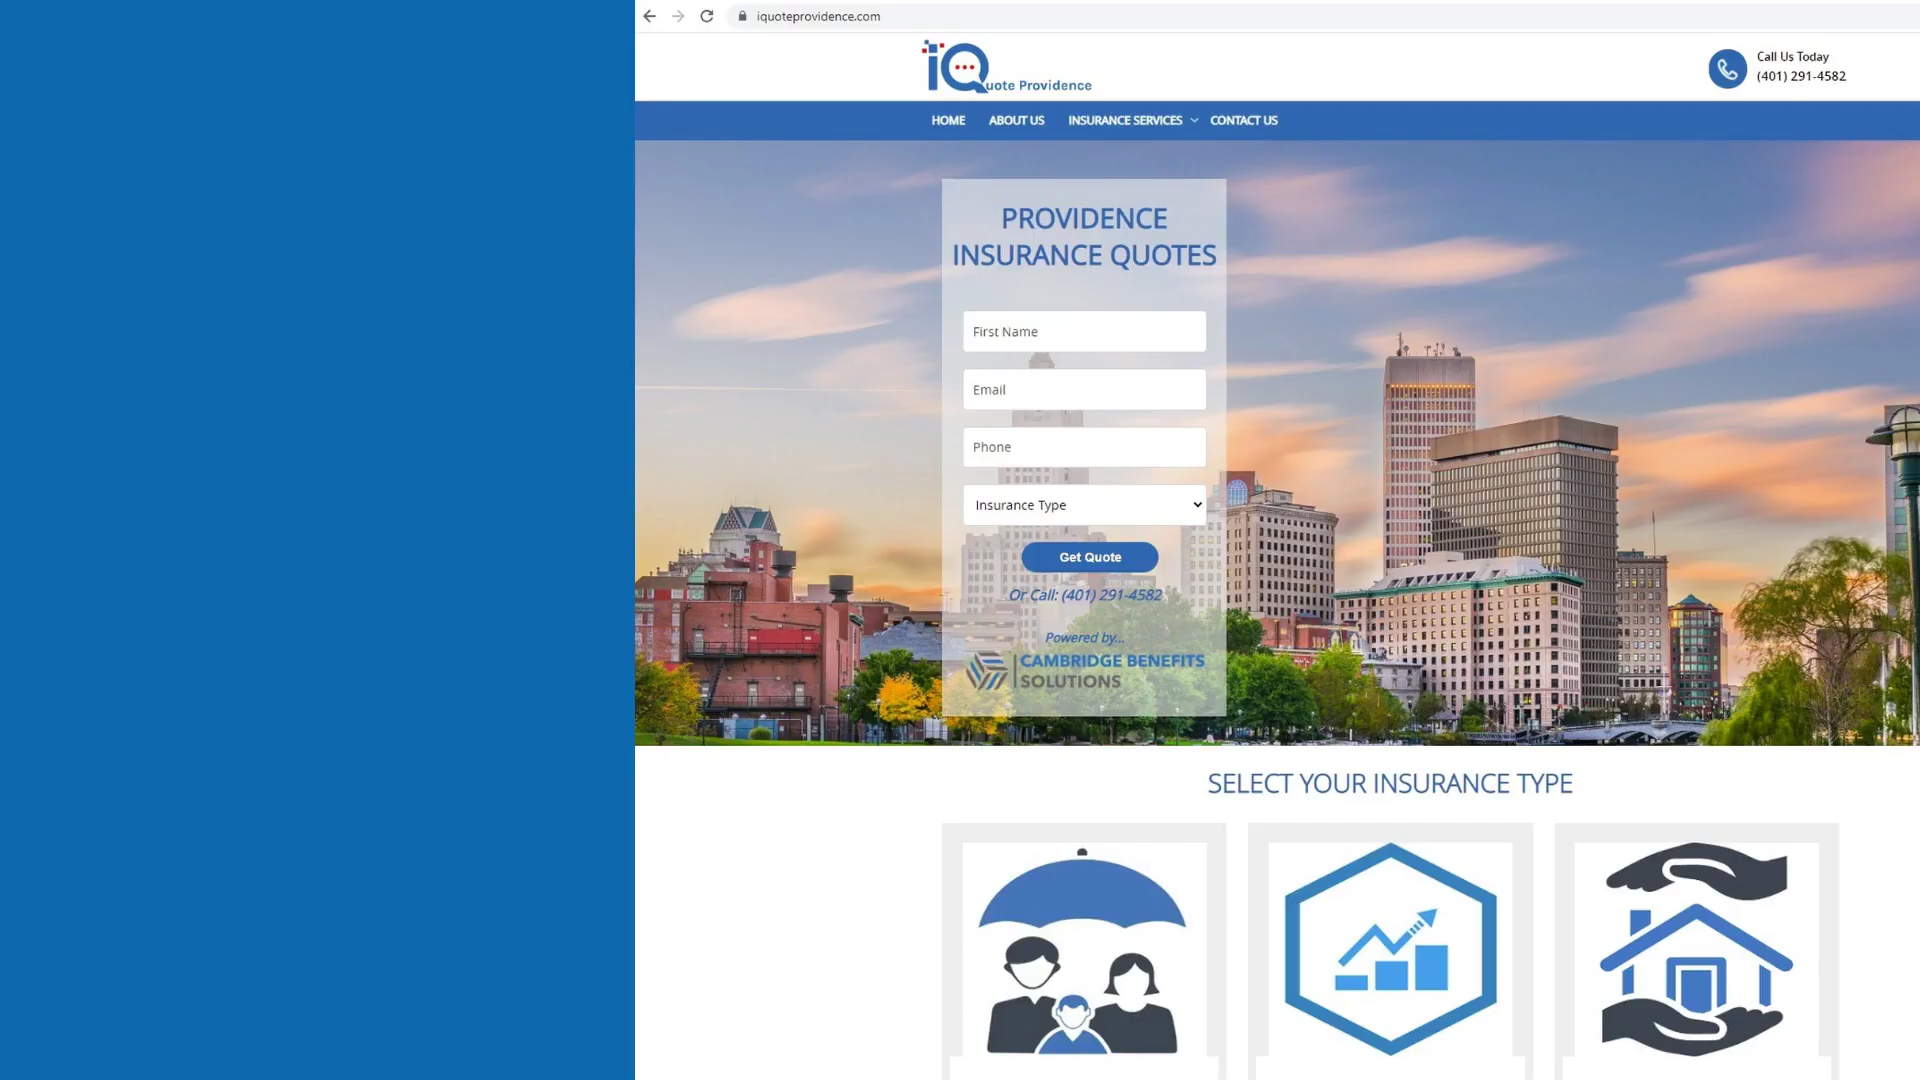 iquoteprovidence.com
iQuote Providence
Call Us Today
(401) 291-4582
HOME ABOUT US INSURANCE SERVICES CONTACT US
PROVIDENCE
INSURANCE QUOTES
First Name
Email
Phone
Insurance Type
Get Quote
Or Call: (401) 291-4582
Powered by...
CAMBRIDGE BENEFITS
SOLUTIONS
SELECT YOUR INSURANCE TYPE